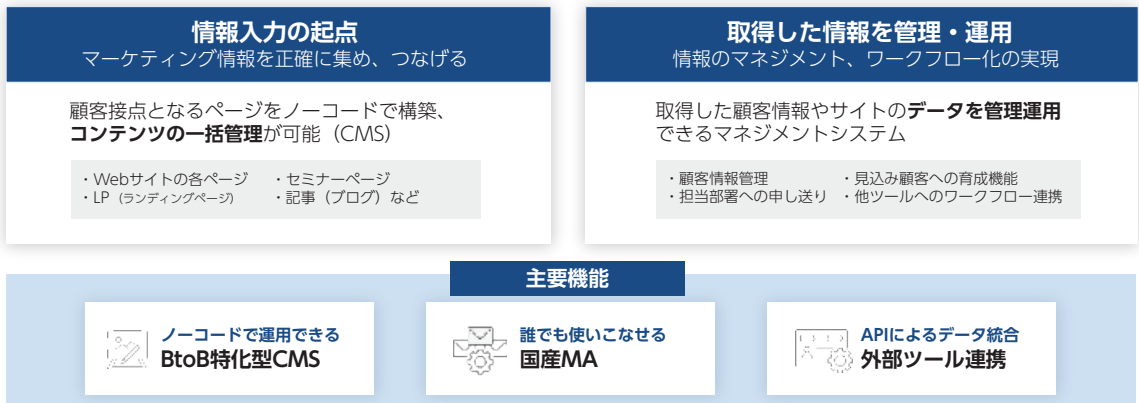 情報入力の起点
マーケティング情報を正確に集め、つなげる
顧客接点となるページをノーコードで構築、
コンテンツの一括管理が可能（CMS）
・Webサイトの各ページ ・セミナーページ
・LP（ランディングページ） ・記事（ブログ）など
取得した情報を管理・運用
情報のマネジメント、ワークフロー化の実現
取得した顧客情報やサイトのデータを管理運用
できるマネジメントシステム
・顧客情報管理 ・見込み顧客への育成機能
・担当部署への申し送り ・他ツールへのワークフロー連携
主要機能
ノーコードで運用できる
BtoB特化型CMS
誰でも使いこなせる
国産MA
APIによるデータ統合
外部ツール連携